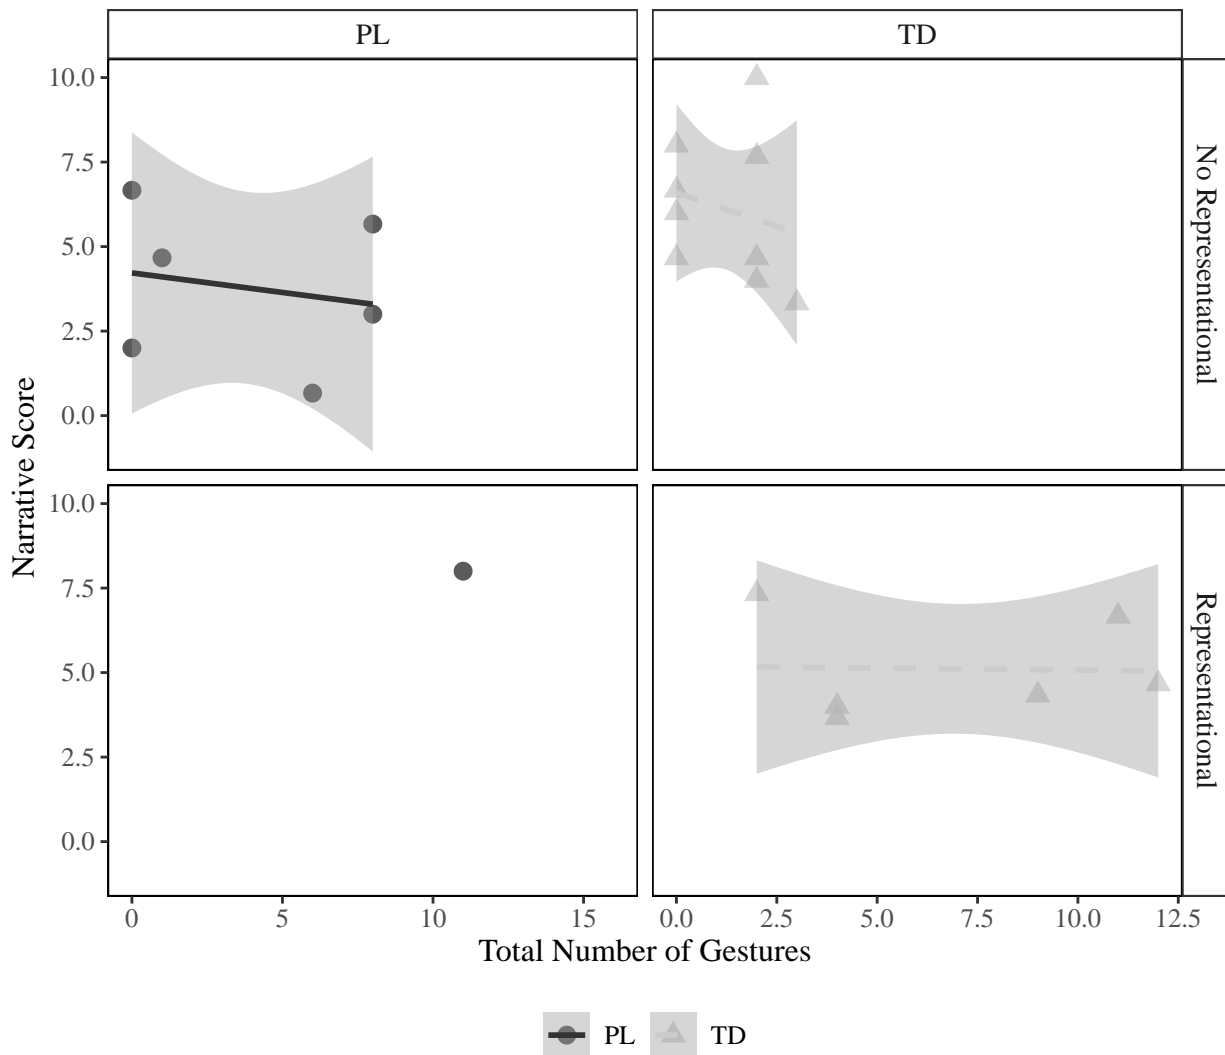 PL
TD
10.0
7.5
5.0
2.5
0.0
No Representational
Narrative Score
10.0
7.5
5.0
2.5
0.0
Representational
0
5
10
15
0.0
2.5
5.0
7.5
10.0
12.5
Total Number of Gestures
PL
TD